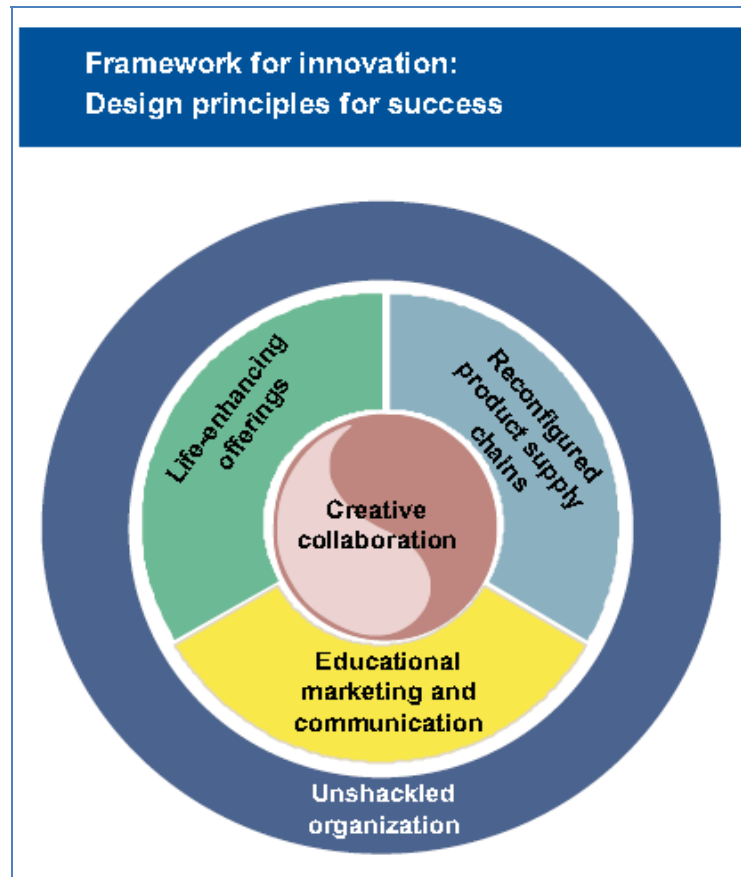 Framework for innovation:
Design principles for success
Life-enhancing
offerings
Reconfigured
product supply
chains
Creative
collaboration
Educational
marketing and
communication
Unshackled
organization